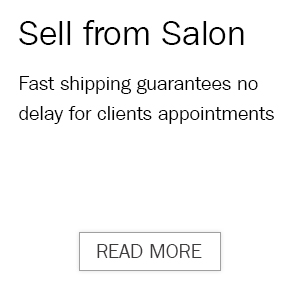 Sell from Salon
Fast shipping guarantees no
delay for clients appointments
READ MORE